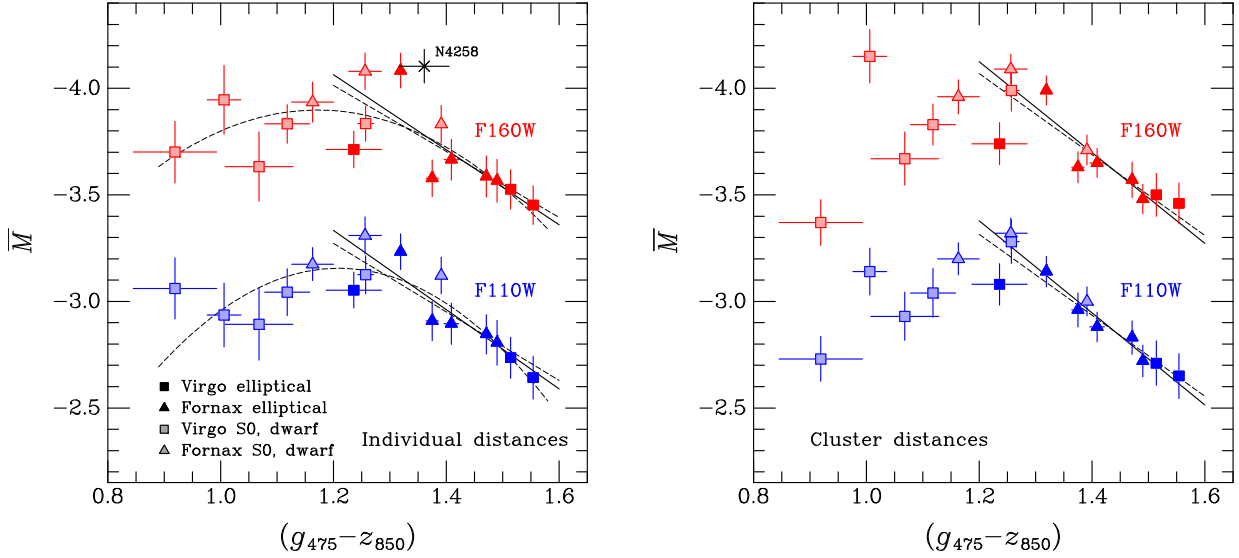 N4258
F160W
F110W
Virgo elliptical
Fornax elliptical
Virgo S0, dwarf
Fornax S0, dwarf
Individual distances
−4.0
−3.5
−3.0
−2.5
M̅
0.8 1.0 1.2 1.4 1.6
(g₄₇₅−z₈₅₀)
F160W
F110W
Cluster distances
−4.0
−3.5
−3.0
−2.5
M̅
0.8 1.0 1.2 1.4 1.6
(g₄₇₅−z₈₅₀)